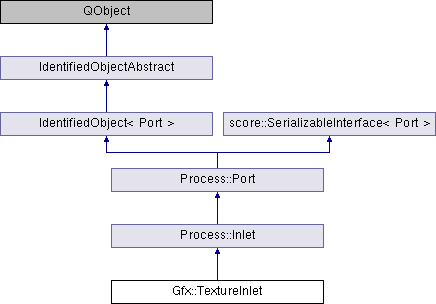 QObject
IdentifiedObjectAbstract
IdentifiedObject< Port >
score::SerializableInterface< Port >
Process::Port
Process::Inlet
Gfx::TextureInlet